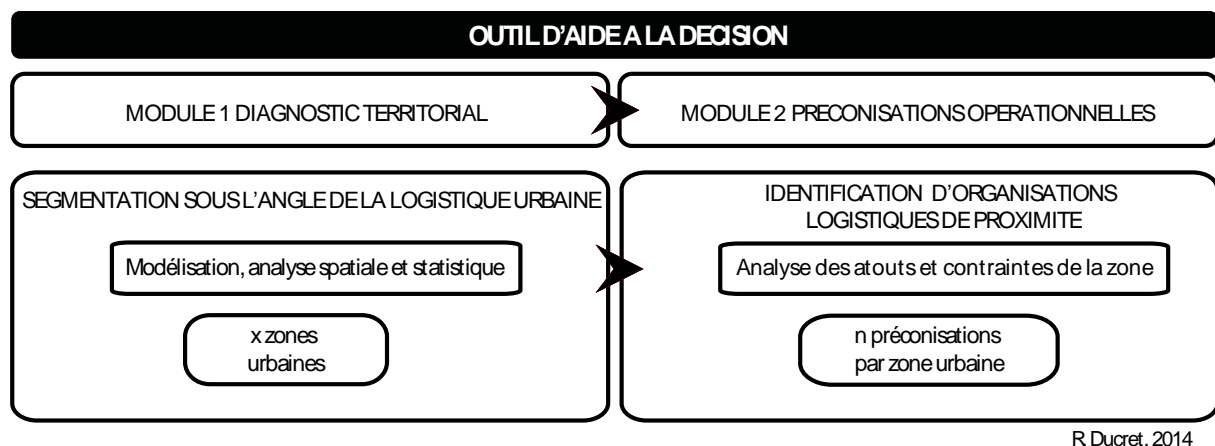 OUTIL D'AIDE A LA DECISION
MODULE 1 DIAGNOSTIC TERRITORIAL
MODULE 2 PRECONISATIONS OPERATIONNELLES
SEGMENTATION SOUS L'ANGLE DE LA LOGISTIQUE URBAINE
Modélisation, analyse spatiale et statistique
x zones
urbaines
IDENTIFICATION D'ORGANISATIONS
LOGISTIQUES DE PROXIMITE
Analyse des atouts et contraintes de la zone
n préconisations
par zone urbaine
R. Ducret, 2014